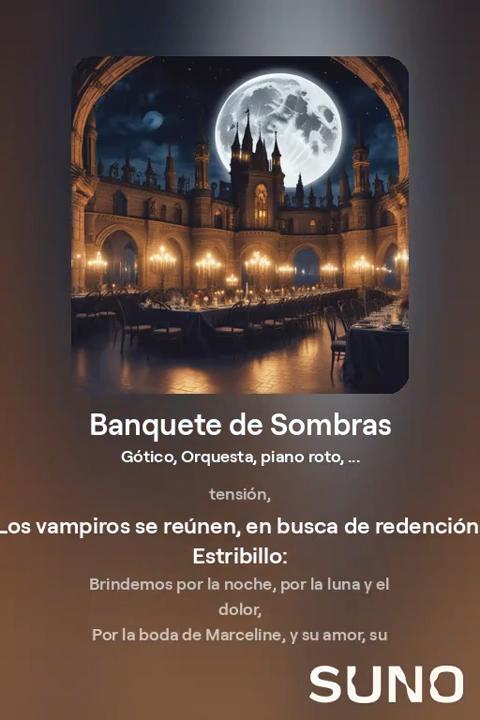 Banquete de Sombras
Gótico, Orquesta, piano roto, ...
tensión,
Los vampiros se reúnen, en busca de redención
Estribillo:
Brindemos por la noche, por la luna y el
dolor,
Por la boda de Marceline, y su amor, su
SUNO